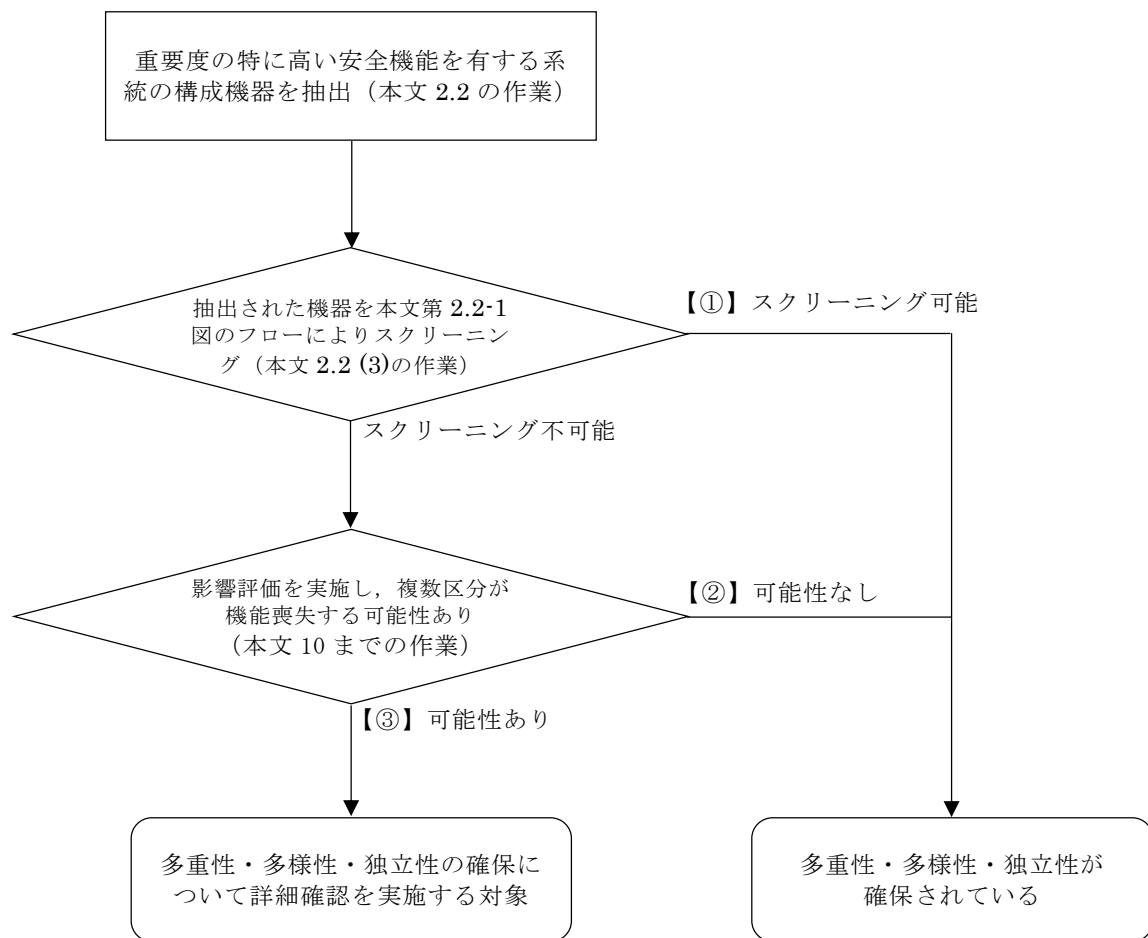 重要度の特に高い安全機能を有する系
統の構成機器を抽出（本文 2.2 の作業）
抽出された機器を本文第 2.2-1
図のフローによりスクリーニン
グ（本文 2.2 (3)の作業）
【①】スクリーニング可能
スクリーニング不可能
影響評価を実施し，複数区分が
機能喪失する可能性あり
（本文 10 までの作業）
【②】可能性なし
【③】可能性あり
多重性・多様性・独立性の確保に
ついて詳細確認を実施する対象
多重性・多様性・独立性が
確保されている